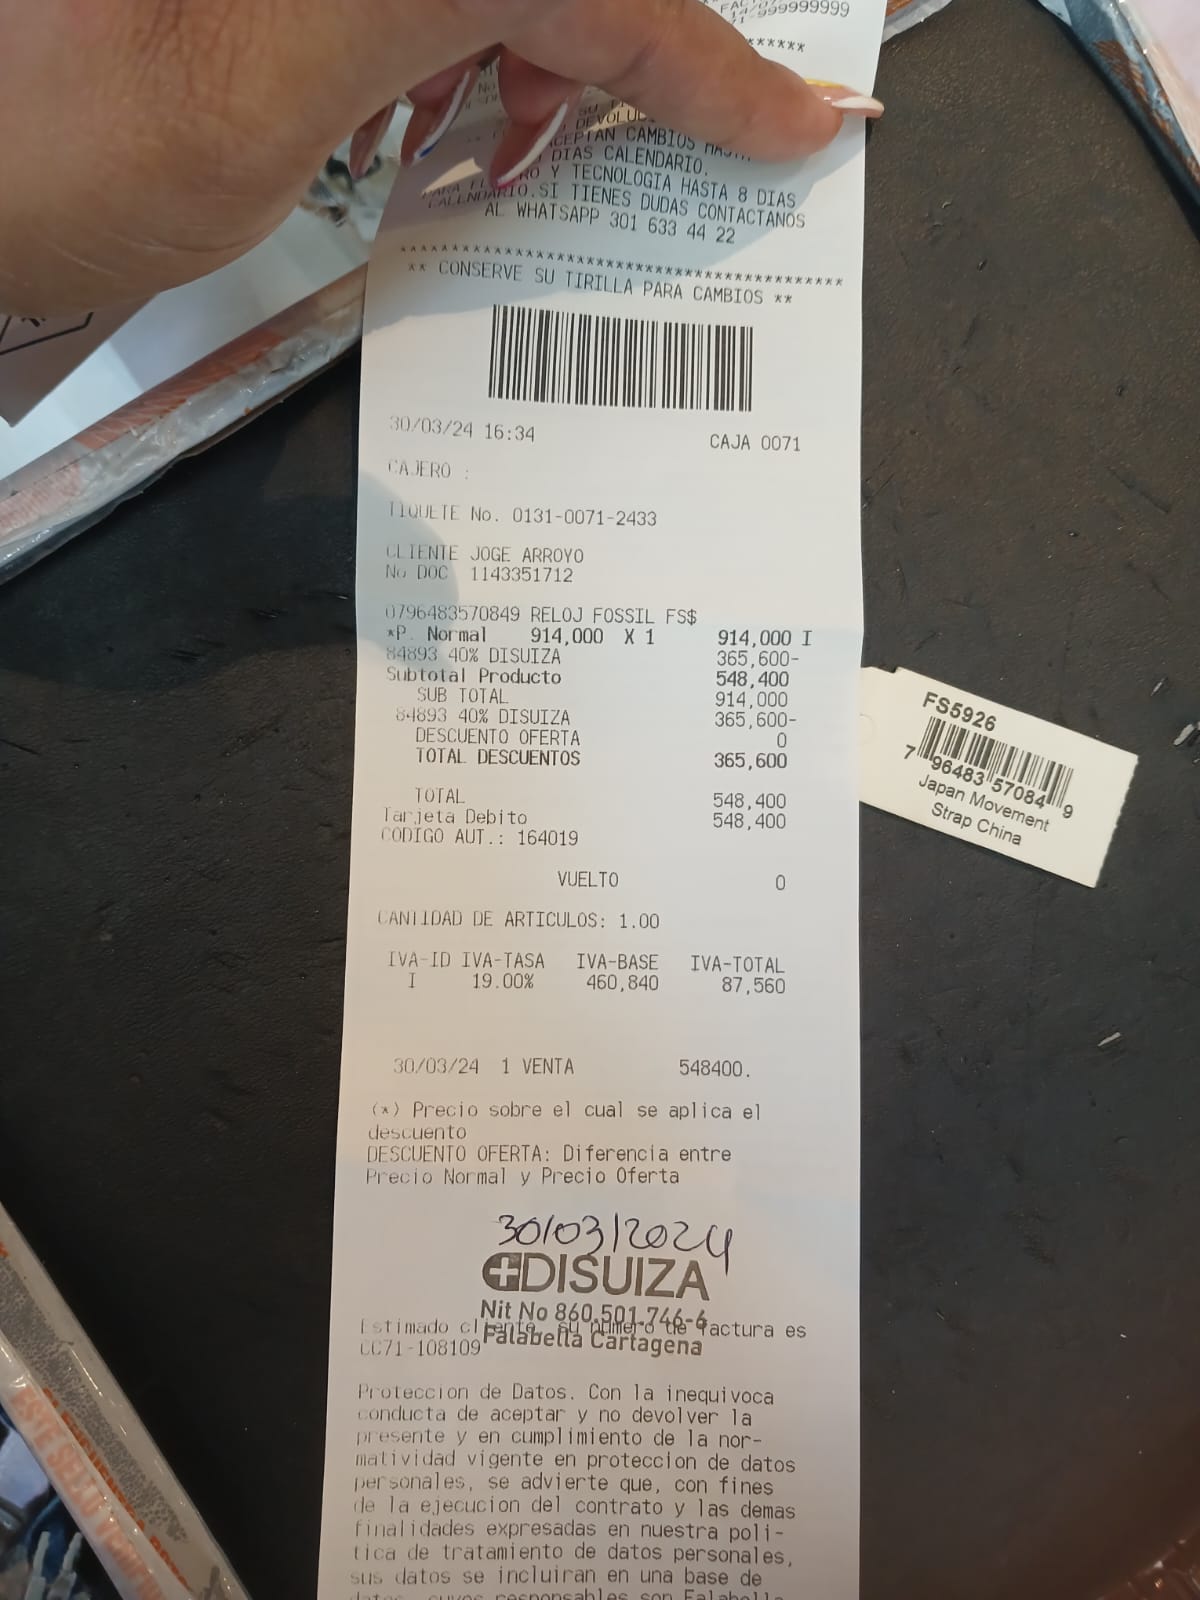 999999999
*****
DEVOLUC
ACEPTAN CAMBIOS HASTA
DIAS CALENDARIO.
RO Y TECNOLOGIA HASTA 8 DIAS
CALENDARIO.SI TIENES DUDAS CONTACTANOS
AL WHATSAPP 301 633 44 22
** CONSERVE SU TIRILLA PARA CAMBIOS **
30/03/24 16:34 CAJA 0071
CAJERO :
TIQUETE No. 0131-0071-2433
CLIENTE JOGE ARROYO
No DOC 1143351712
0796483570849 RELOJ FOSSIL FS$
*P. Normal 914,000 X 1 914,000 I
84893 40% DISUIZA 365,600-
Subtotal Producto 548,400
SUB TOTAL 914,000
84893 40% DISUIZA 365,600-
DESCUENTO OFERTA 0
TOTAL DESCUENTOS 365,600
TOTAL 548,400
Tarjeta Debito 548,400
CODIGO AUT.: 164019
VUELTO 0
CANTIDAD DE ARTICULOS: 1.00
IVA-ID IVA-TASA IVA-BASE IVA-TOTAL
I 19.00% 460,840 87,560
30/03/24 1 VENTA 548400.
(*) Precio sobre el cual se aplica el
descuento
DESCUENTO OFERTA: Diferencia entre
Precio Normal y Precio Oferta
30/03/2024
DISUIZA
Nit No 860.501.746-6
Falabella Cartagena
Estimado cliente, su numero de factura es
CC71-108109
Proteccion de Datos. Con la inequivoca
conducta de aceptar y no devolver la
presente y en cumplimiento de la nor-
matividad vigente en proteccion de datos
personales, se advierte que, con fines
de la ejecucion del contrato y las demas
finalidades expresadas en nuestra poli-
tica de tratamiento de datos personales,
sus datos se incluiran en una base de
datos, cuyos responsables son Falabella
FS5926
7 96483 57084 9
Japan Movement
Strap China